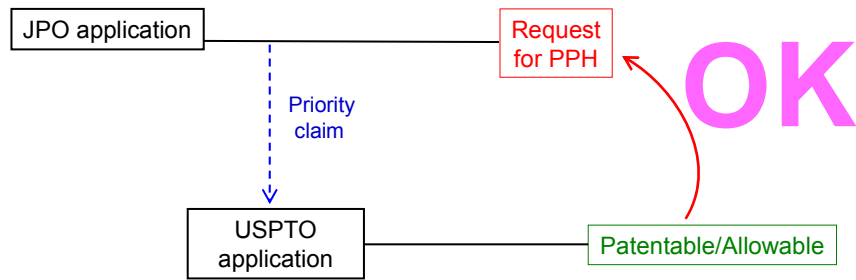 JPO application
Request
for PPH
OK
Priority
claim
USPTO
application
Patentable/Allowable